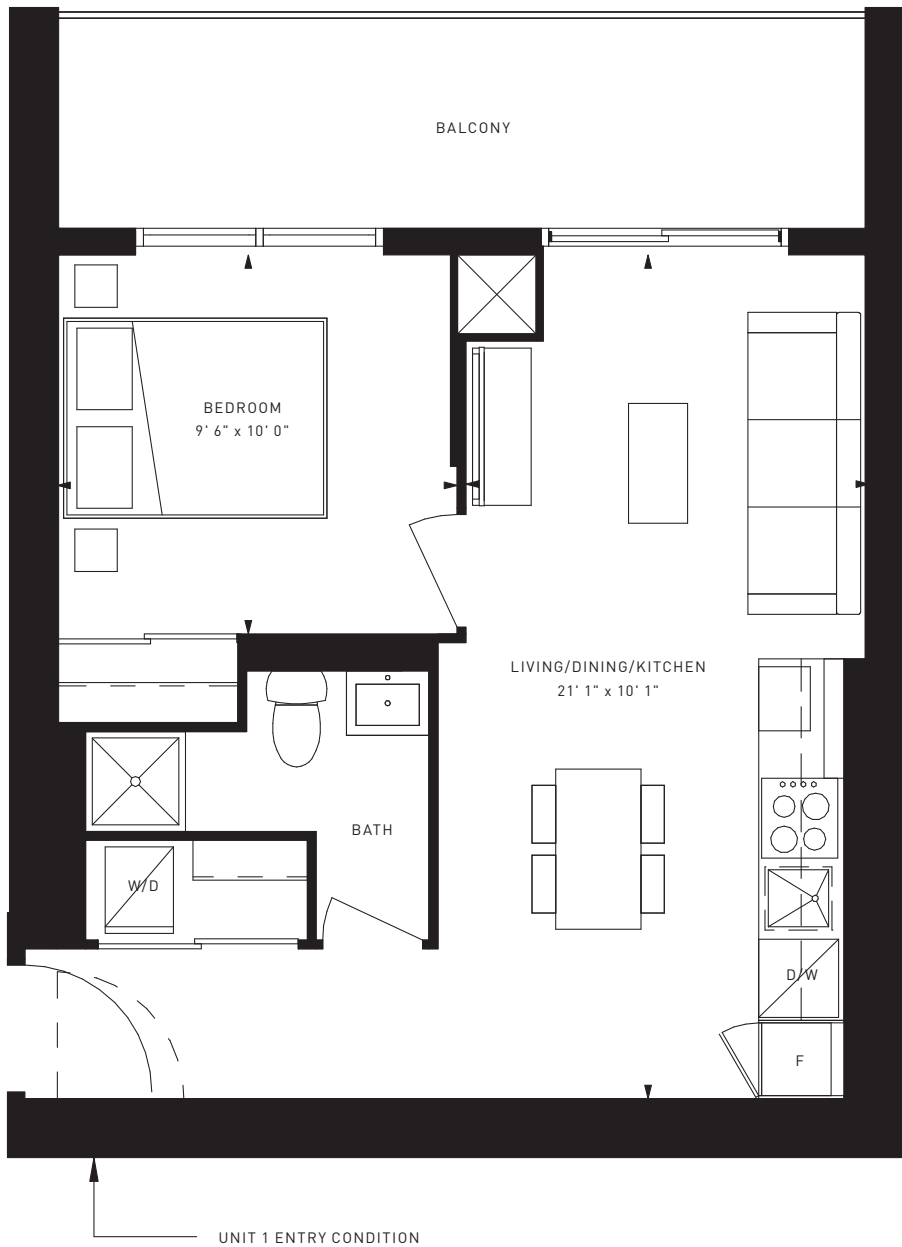 BALCONY
BEDROOM
9' 6" x 10' 0"
LIVING/DINING/KITCHEN
21' 1" x 10' 1"
BATH
W/D
D/W
F
UNIT 1 ENTRY CONDITION